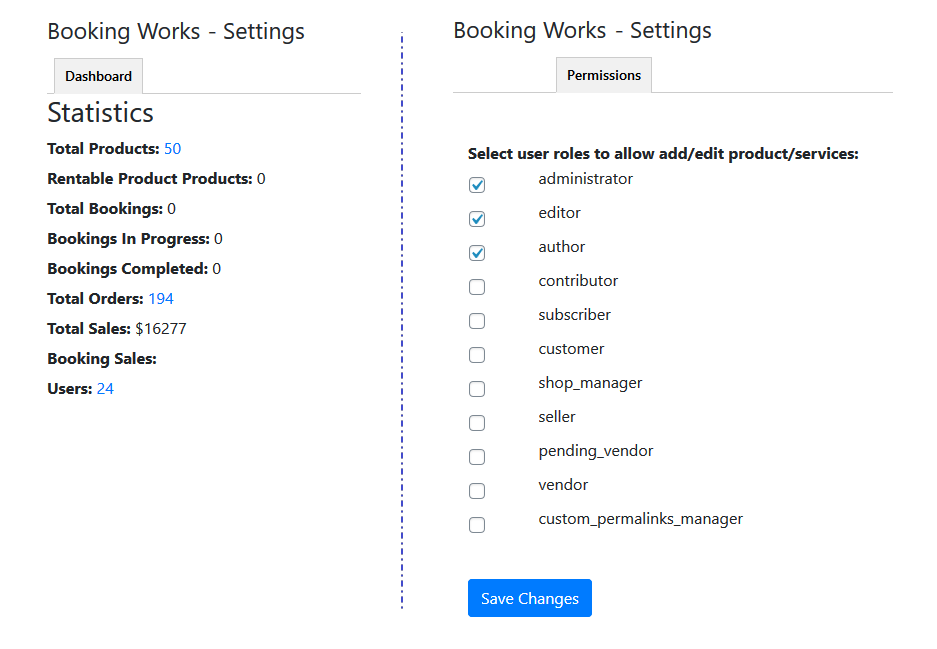 Booking Works - Settings
Dashboard
Statistics
Total Products: 50
Rentable Product Products: 0
Total Bookings: 0
Bookings In Progress: 0
Bookings Completed: 0
Total Orders: 194
Total Sales: $16277
Booking Sales:
Users: 24
Booking Works - Settings
Permissions
Select user roles to allow add/edit product/services:
administrator
editor
author
contributor
subscriber
customer
shop_manager
seller
pending_vendor
vendor
custom_permalinks_manager
Save Changes